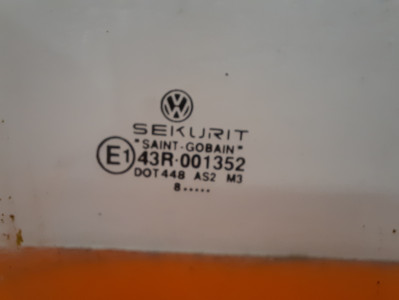 SEKURIT
"SAINT-GOBAIN"
E1 43R-001352
DOT448 AS2 M3
8.....